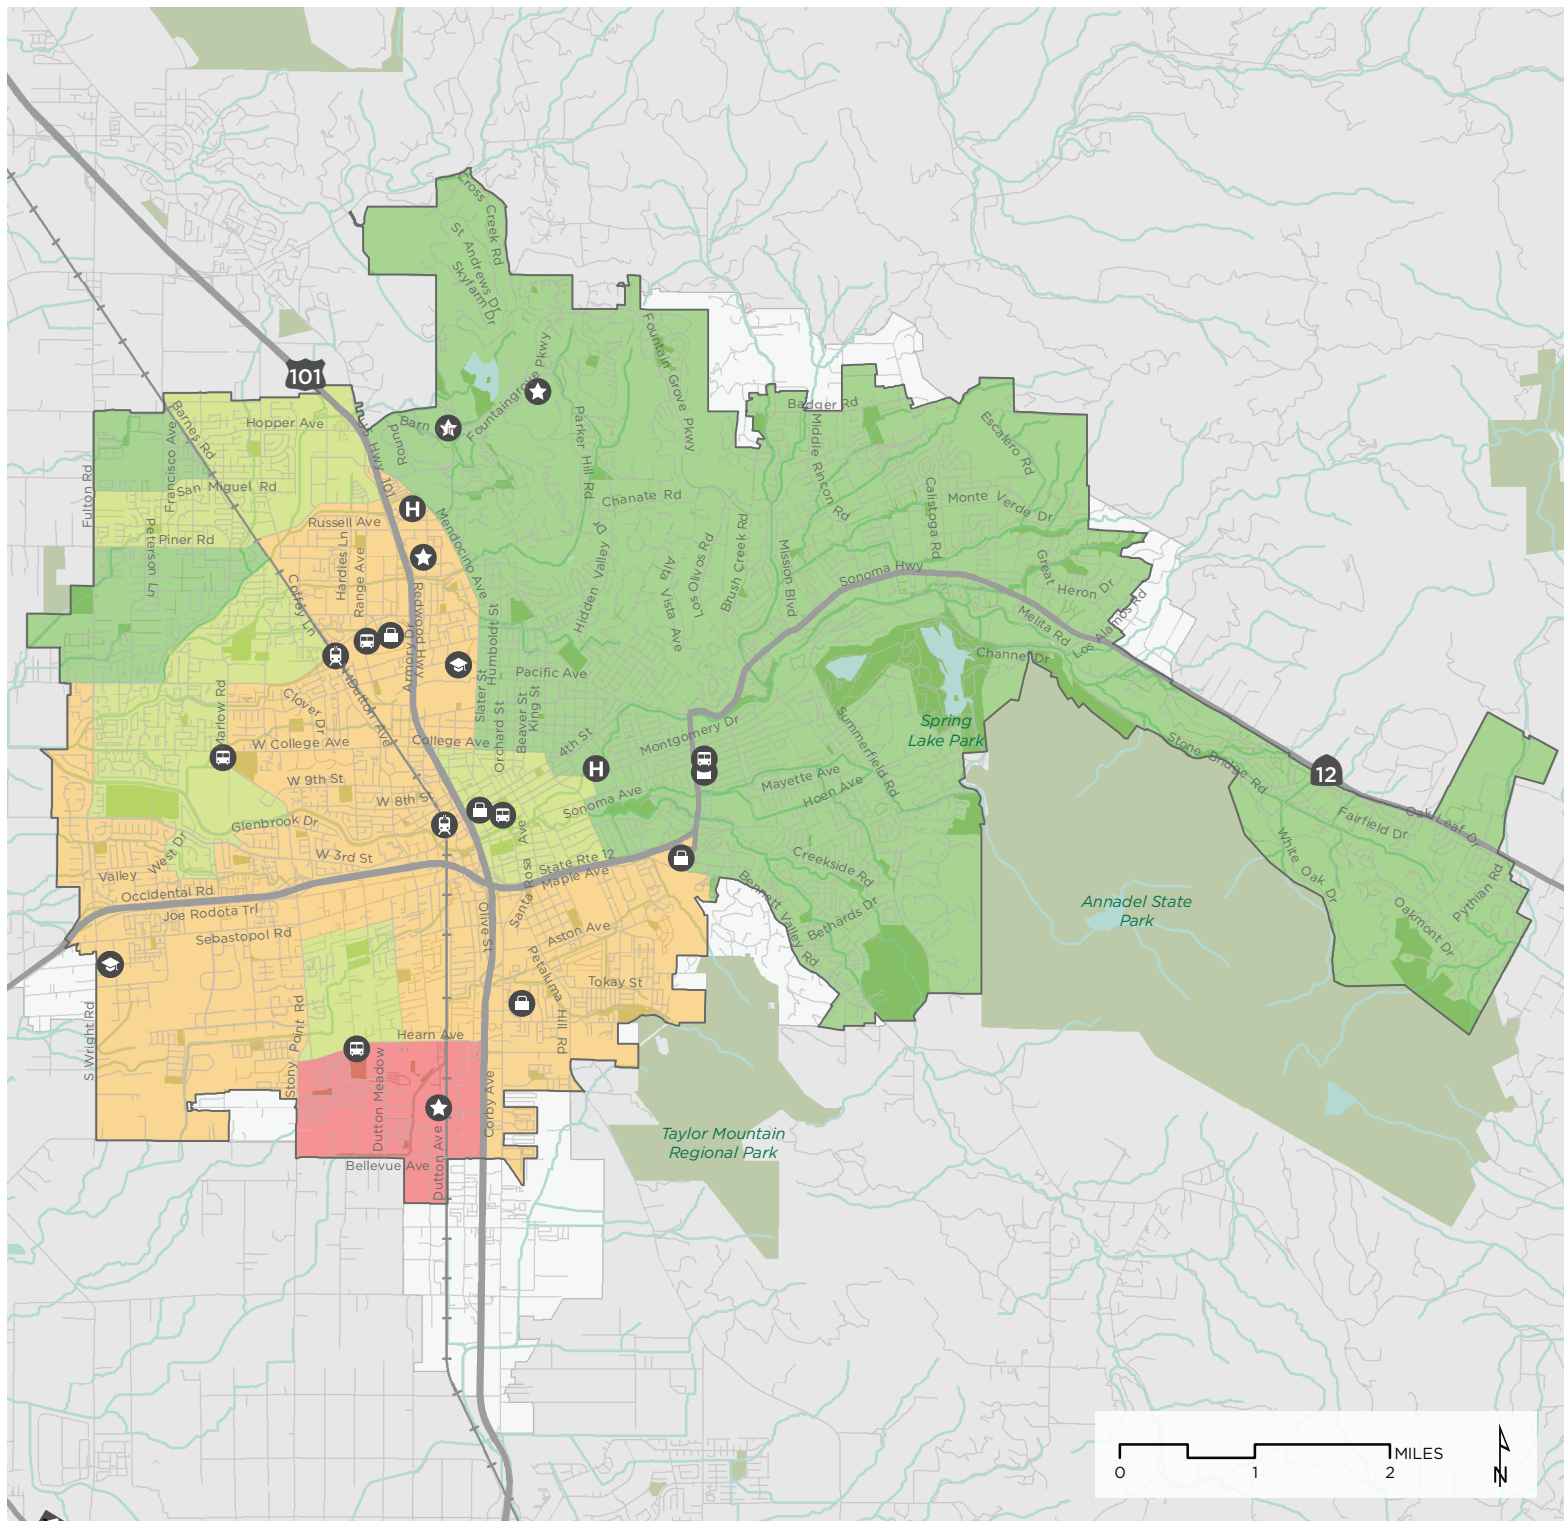 Cross Creek Rd
St Andrews Dr
Skyfarm Dr
Fountain Grove Pkwy
101
Fountaingrove Pkwy
Hopper Ave
Barnes Rd
US Hwy 101
Round Barn
Badger Rd
Parker Hill Rd
Middle Rincon Rd
Escalero Rd
Fulton Rd
Francisco Ave
San Miguel Rd
Chanate Rd
Calistoga Rd
Monte Verde Dr
Russell Ave
Mendocino Ave
Peterson Ln
Piner Rd
Hardies Ln
Range Ave
Hidden Valley Dr
Alta Vista Ave
Los Olivos Rd
Brush Creek Rd
Mission Blvd
Sonoma Hwy
Great Heron Dr
Coffey Ln
Redwood Hwy
Armory Dr
Humboldt St
Slater St
Melita Rd
Los Alamos Rd
Channel Dr
Pacific Ave
Marlow Rd
Clover Dr
Dutton Ave
Orchard St
Beaver St
King St
W College Ave
College Ave
4th St
Montgomery Dr
Summerfield Rd
Spring
Lake Park
Stone Bridge Rd
12
W 9th St
W 8th St
Sonoma Ave
Mayette Ave
Hoen Ave
Glenbrook Dr
Fairfield Dr
Oak Leaf Dr
White Oak Dr
Valley West Dr
W 3rd St
State Rte 12
Maple Ave
Santa Rosa Ave
Creekside Rd
Bennett Valley Rd
Bethards Dr
Occidental Rd
Joe Rodota Trl
Sebastopol Rd
Olive St
Aston Ave
Annadel State
Park
Oakmont Dr
Pythian Rd
Petaluma Hill Rd
Tokay St
S Wright Rd
Stony Point Rd
Hearn Ave
Dutton Meadow
Corby Ave
Dutton Ave
Bellevue Ave
Taylor Mountain
Regional Park
MILES
0 1 2
N